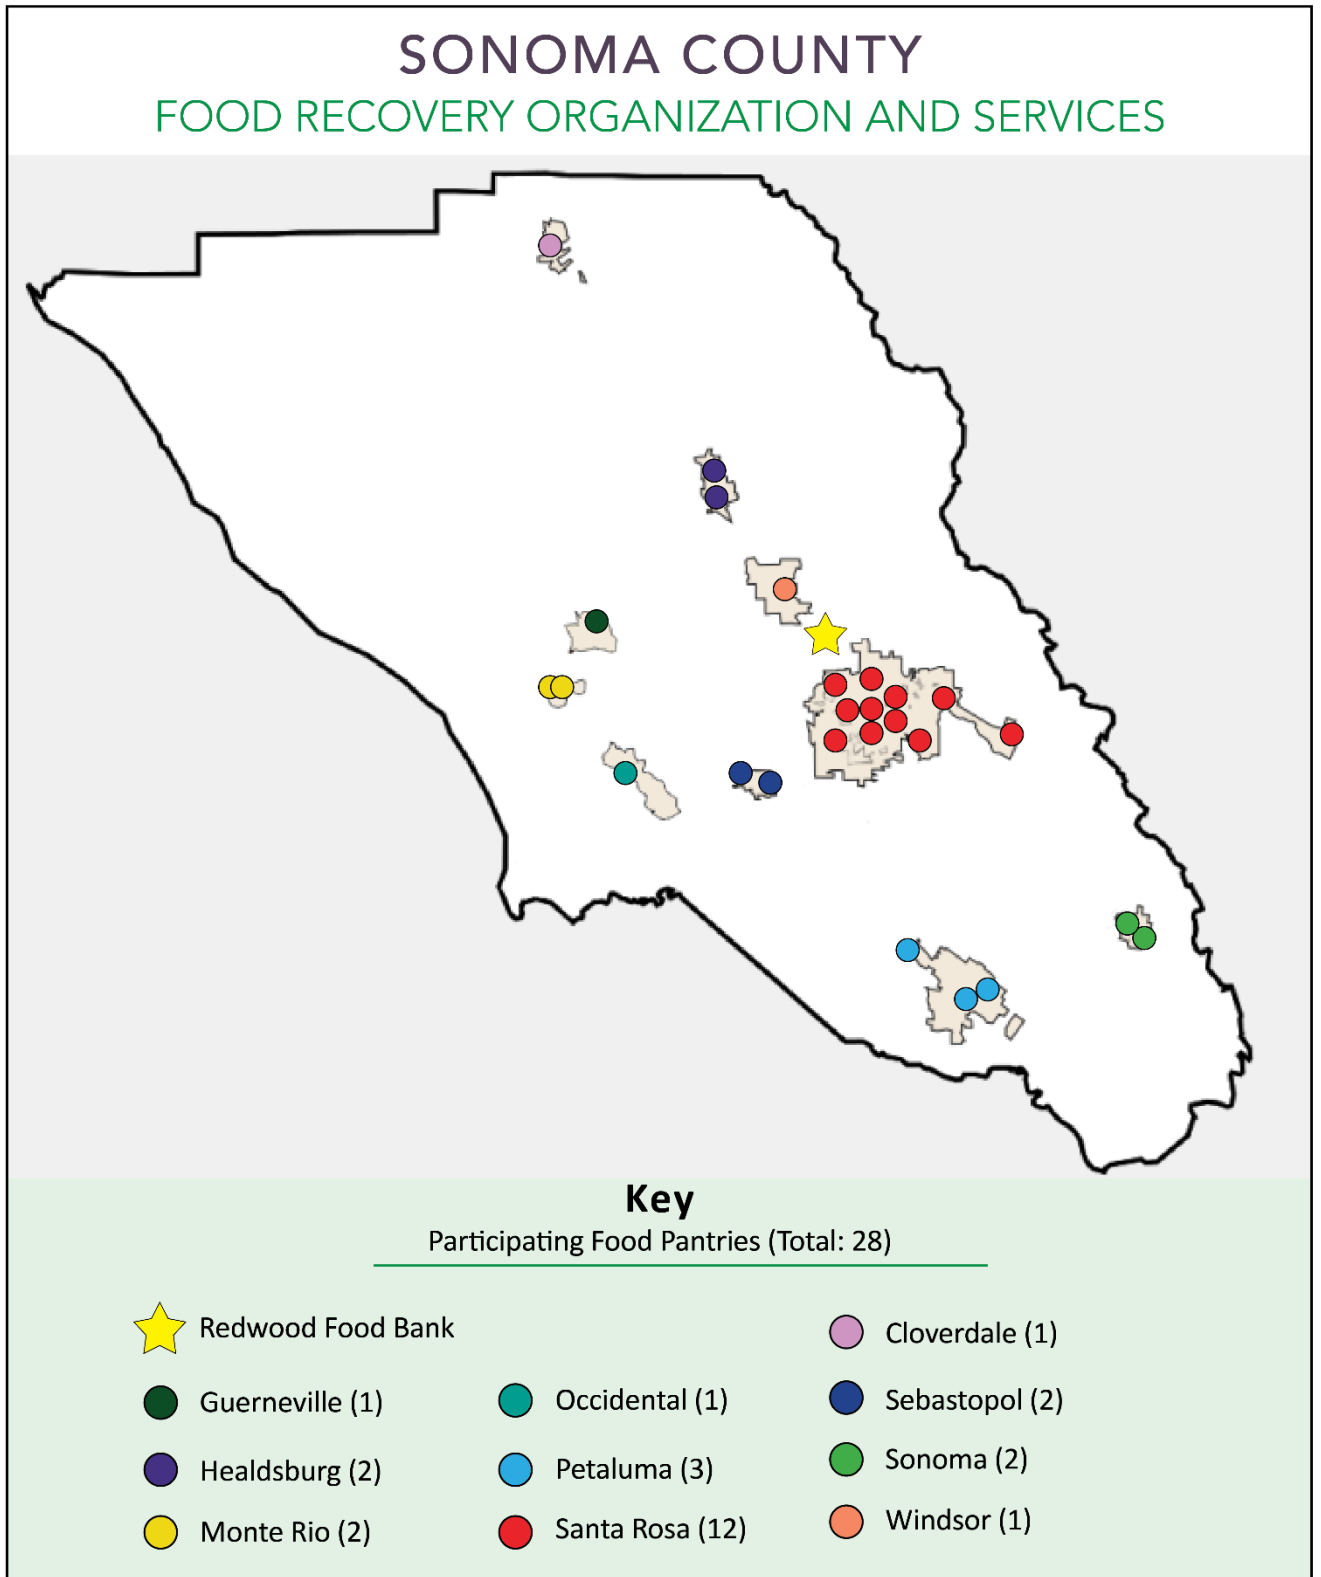 SONOMA COUNTY
FOOD RECOVERY ORGANIZATION AND SERVICES
Key
Participating Food Pantries (Total: 28)
Redwood Food Bank
Guerneville (1)
Healdsburg (2)
Monte Rio (2)
Occidental (1)
Petaluma (3)
Santa Rosa (12)
Cloverdale (1)
Sebastopol (2)
Sonoma (2)
Windsor (1)